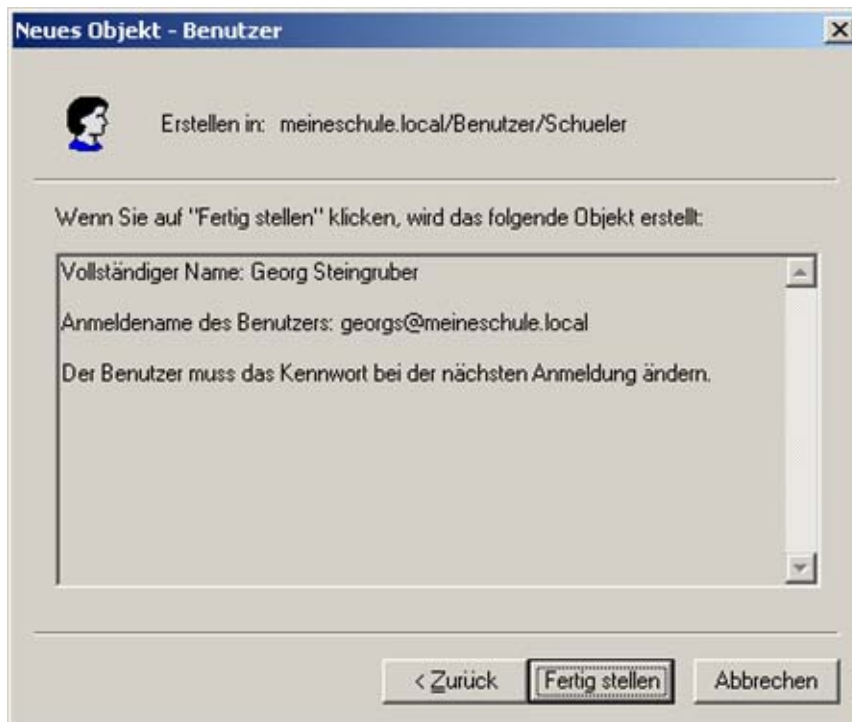 Neues Objekt - Benutzer
Erstellen in: meineschule.local/Benutzer/Schueler
Wenn Sie auf "Fertig stellen" klicken, wird das folgende Objekt erstellt:
Vollständiger Name: Georg Steingruber
Anmeldename des Benutzers: georgs@meineschule.local
Der Benutzer muss das Kennwort bei der nächsten Anmeldung ändern.
< Zurück Fertig stellen Abbrechen